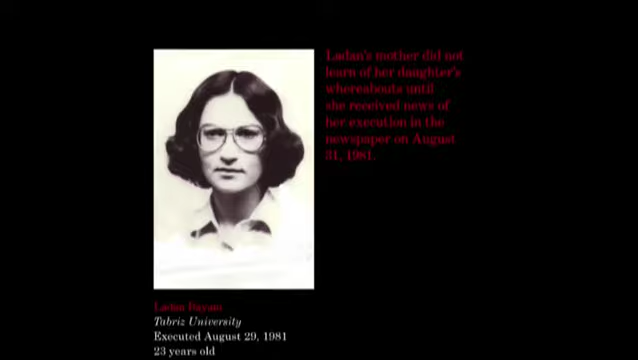 Ladan's mother did not
learn of her daughter's
whereabouts until
she received news of
her execution in the
newspaper on August
31, 1981.
Ladan
Tabriz University
Executed August 29, 1981
23 years old